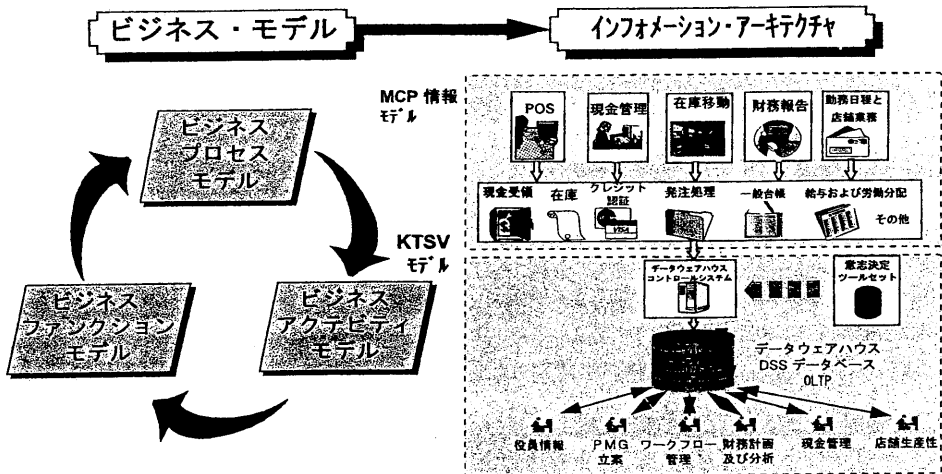 ビジネス・モデル
インフォメーション・アーキテクチャ
MCP 情報
モデル
ビジネス
プロセス
モデル
KTSV
モデル
ビジネス
ファンクション
モデル
ビジネス
アクテビティ
モデル
POS
現金管理
在庫移動
財務報告
勤務日程と
店舗業務
現金受領
在庫
クレジット
認証
VISA
発注処理
一般台帳
給与および労働分配
その他
データウェアハウス
コントロールシステム
意志決定
ツールセット
データウェアハウス
DSS データベース
OLTP
役員情報
PMG
立案
ワークフロー
管理
財務計画
及び分析
現金管理
店舗生産性